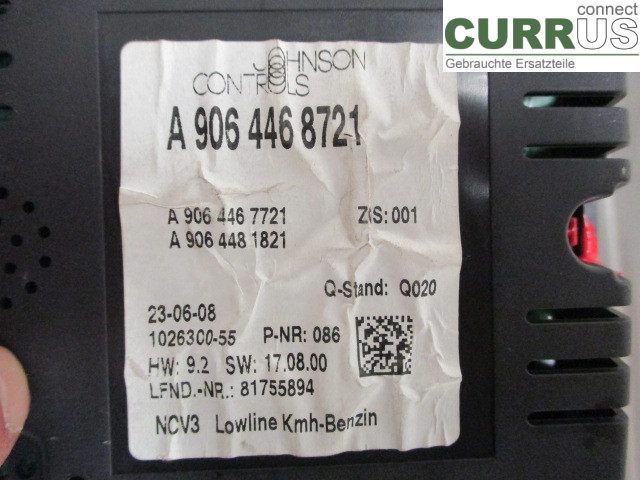 connect
CURRUS
Gebrauchte Ersatzteile
JOHNSON
CONTROLS
A 906 446 8721
A 906 446 7721 ZGS: 001
A 906 448 1821
Q-Stand: Q020
23-06-08
1026300-55 P-NR: 086
HW: 9.2 SW: 17.08.00
LFND.-NR.: 81755894
NCV3 Lowline Kmh-Benzin